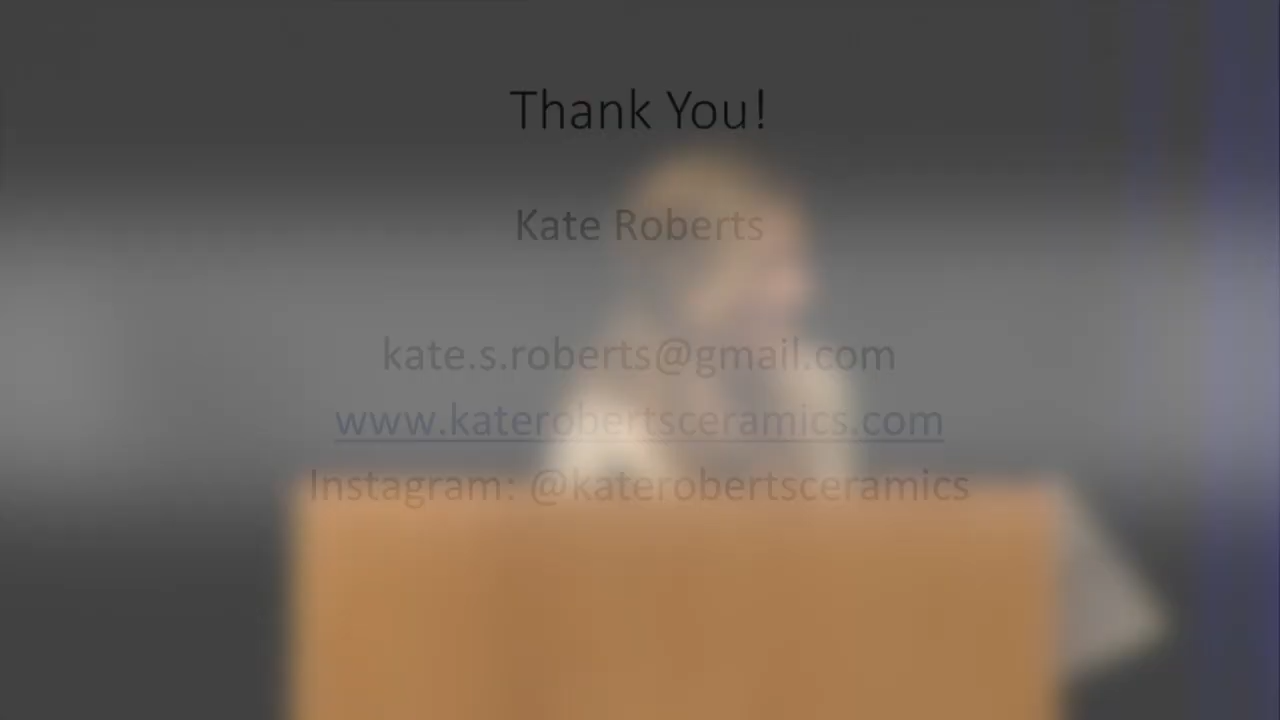 Thank You!
Kate Roberts
kate.s.roberts@gmail.com
www.katerobertsceramics.com
Instagram: @katerobertsceramics